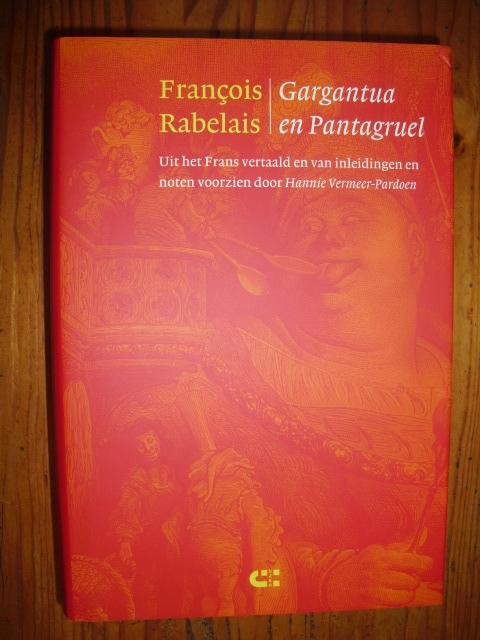 François
Rabelais
Gargantua
en Pantagruel
Uit het Frans vertaald en van inleidingen en
noten voorzien door Hannie Vermeer-Pardoen